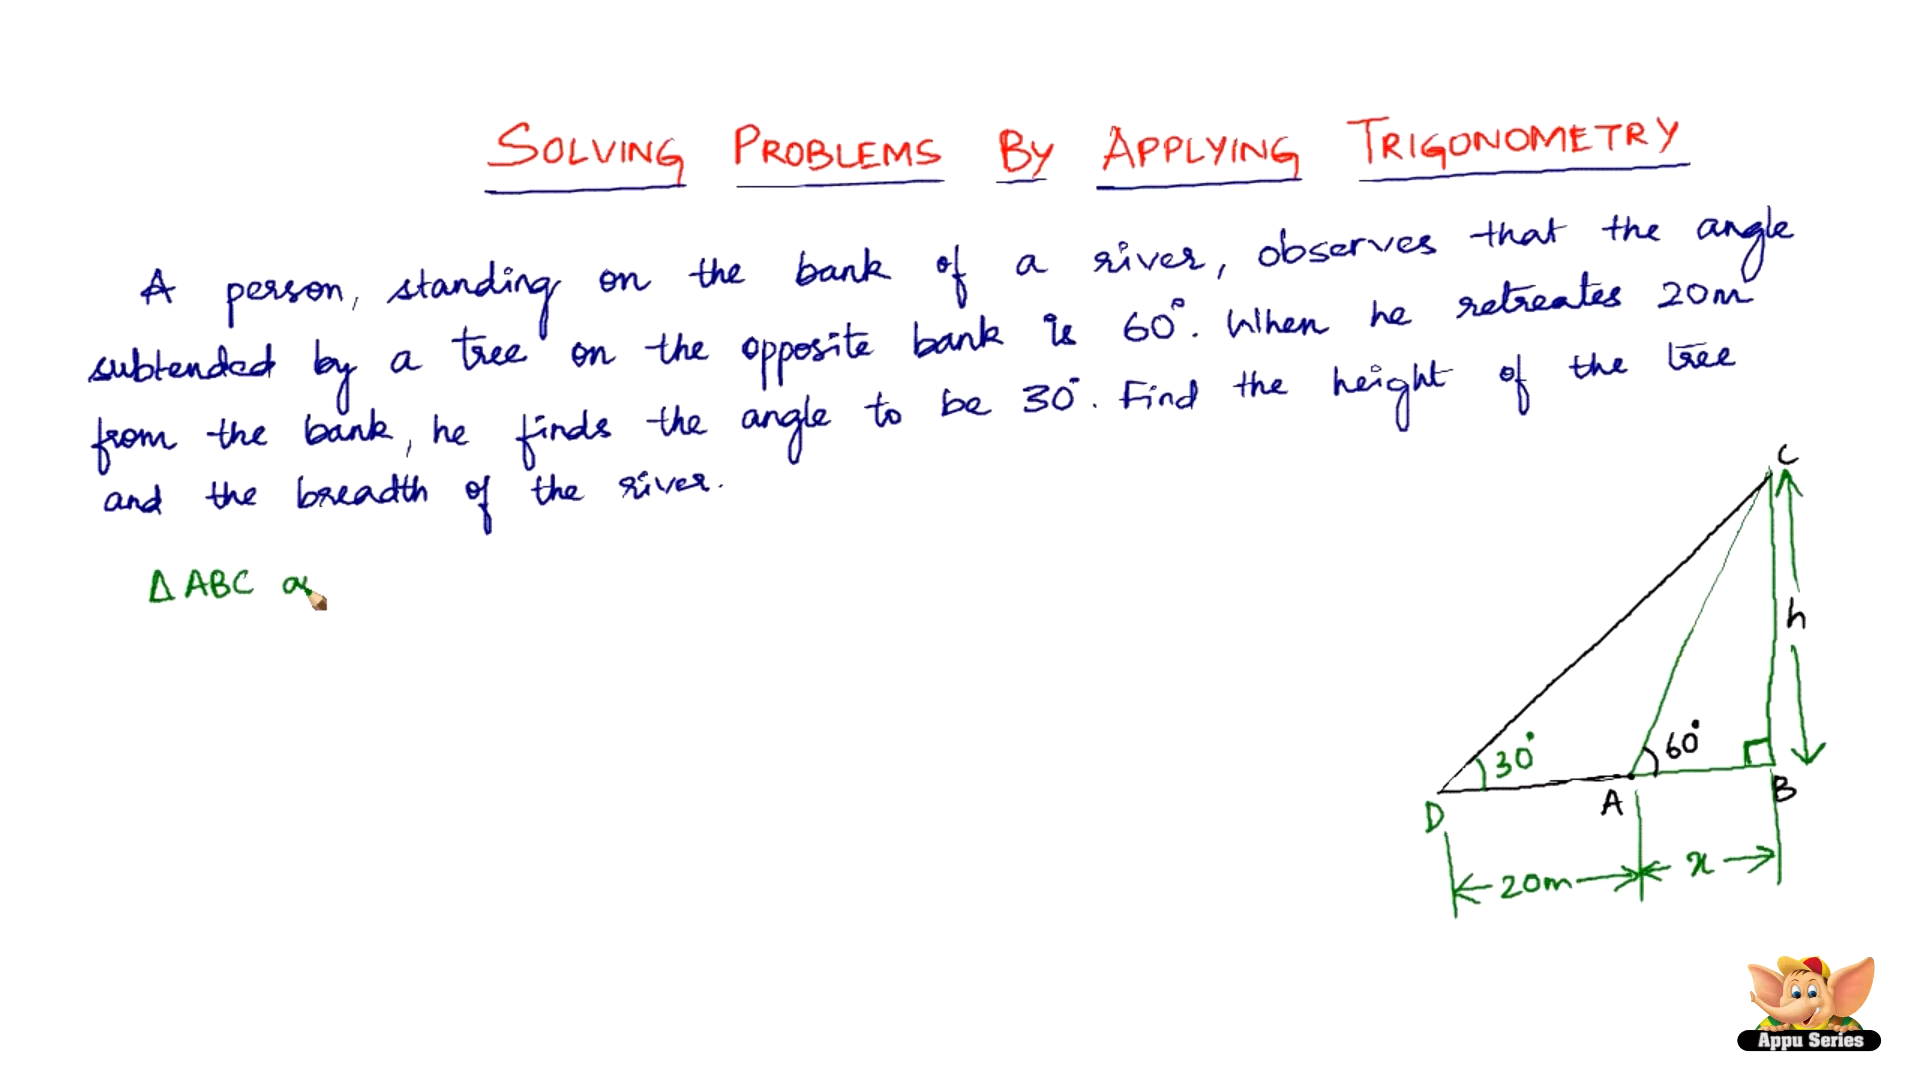 SOLVING PROBLEMS BY APPLYING TRIGONOMETRY
A person, standing on the bank of a river, observes that the angle
subtended by a tree on the opposite bank is 60°. When he retreates 20m
from the bank, he finds the angle to be 30°. Find the height of the tree
and the breadth of the river.
C
Δ ABC
h
30°
60°
D
A
B
20m
x
Appu Series